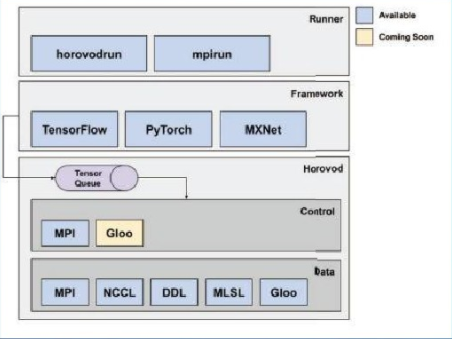 Runner
Available
Coming Soon
horovodrun
mpirun
Framework
TensorFlow
PyTorch
MXNet
Horovod
Tensor
Queue
Control
MPI
Gloo
Data
MPI
NCCL
DDL
MLSL
Gloo